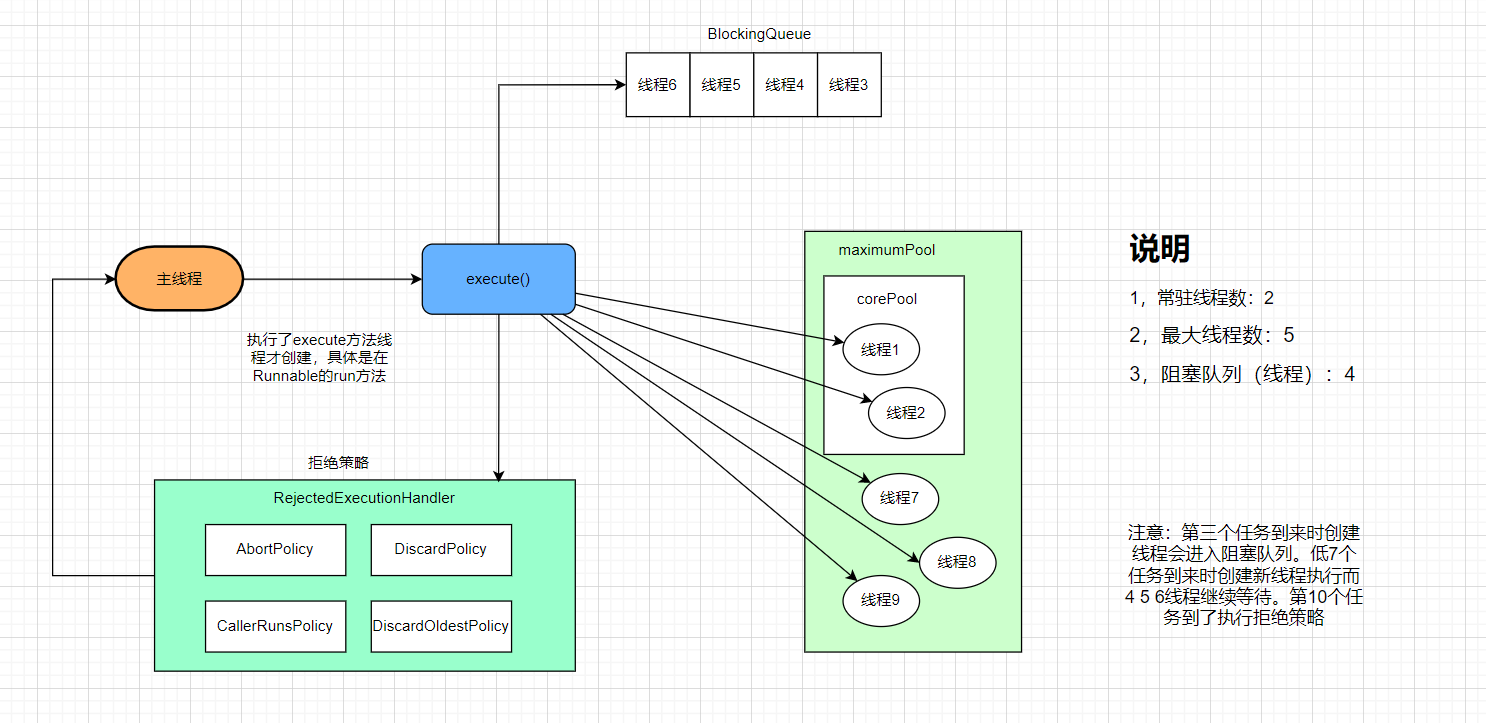 BlockingQueue
线程6
线程5
线程4
线程3
主线程
execute()
执行了execute方法线
程才创建，具体是在
Runnable的run方法
maximumPool
corePool
线程1
线程2
线程7
线程8
线程9
拒绝策略
RejectedExecutionHandler
AbortPolicy
DiscardPolicy
CallerRunsPolicy
DiscardOldestPolicy
说明
1，常驻线程数：2
2，最大线程数：5
3，阻塞队列（线程）：4
注意：第三个任务到来时创建
线程会进入阻塞队列。低7个
任务到来时创建新线程执行而
4 5 6线程继续等待。第10个任
务到了执行拒绝策略